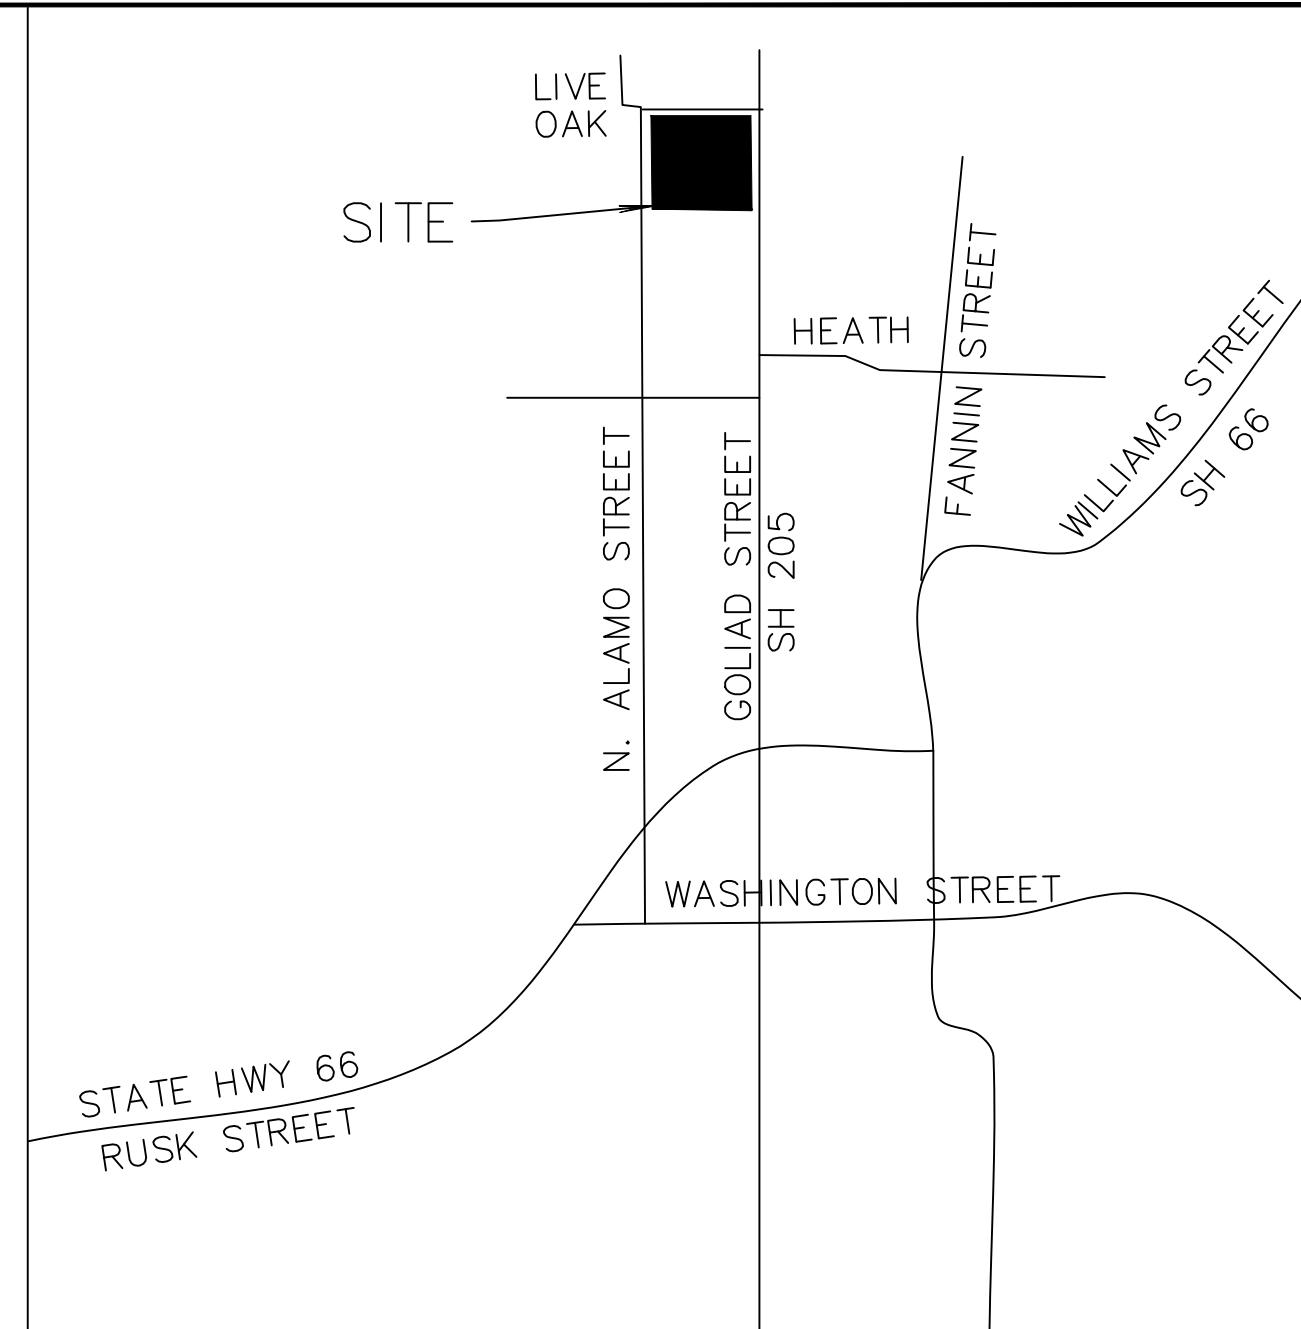 LIVE
OAK
SITE
HEATH
FANNIN STREET
WILLIAMS STREET
SH 66
N. ALAMO STREET
GOLIAD STREET
SH 205
WASHINGTON STREET
STATE HWY 66
RUSK STREET